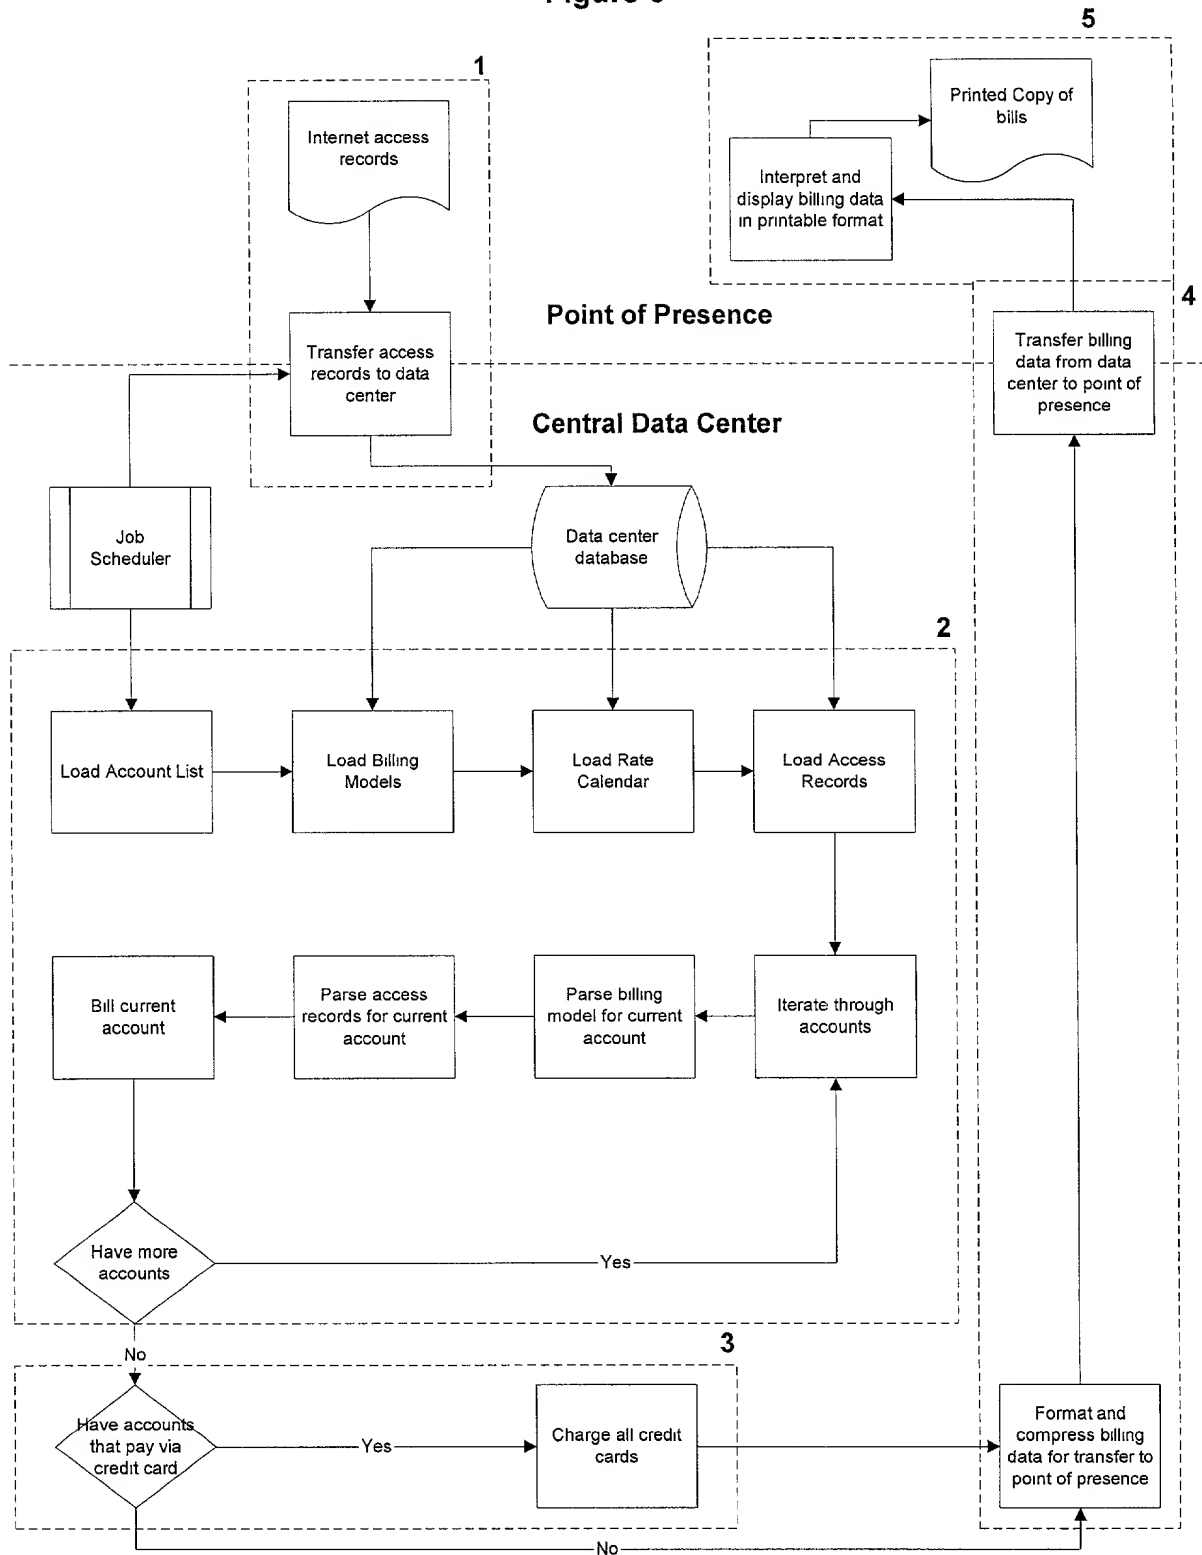 5
1
Printed Copy of
bills
Internet access
records
Interpret and
display billing data
in printable format
4
Point of Presence
Transfer access
records to data
center
Transfer billing
data from data
center to point of
presence
Central Data Center
Job
Scheduler
Data center
database
2
Load Account List
Load Billing
Models
Load Rate
Calendar
Load Access
Records
Bill current
account
Parse access
records for current
account
Parse billing
model for current
account
Iterate through
accounts
Have more
accounts
Yes
No
3
Have accounts
that pay via
credit card
Yes
Charge all credit
cards
Format and
compress billing
data for transfer to
point of presence
No